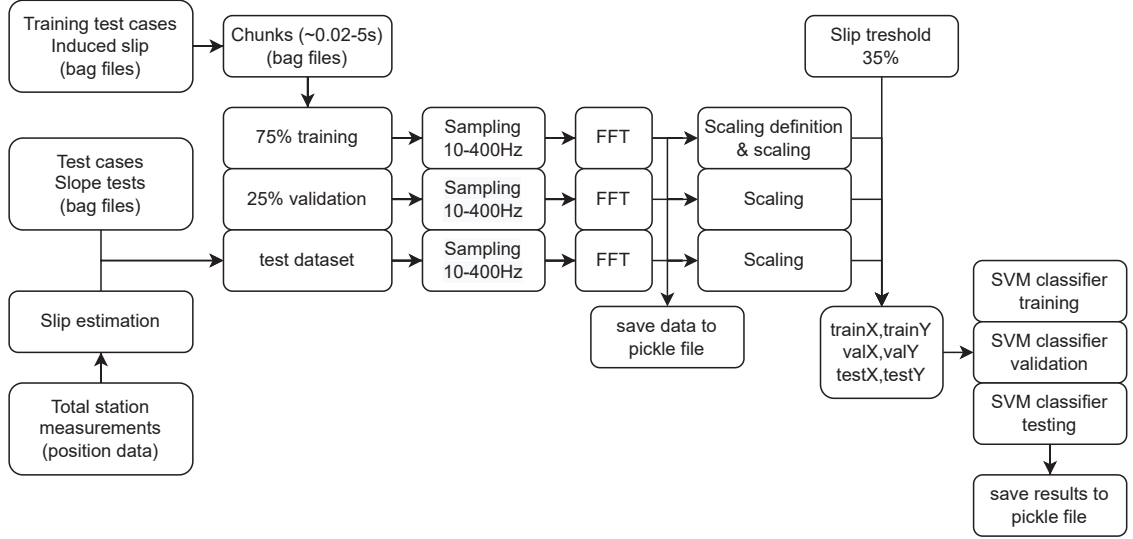 Training test cases
Induced slip
(bag files)
Chunks (~0.02-5s)
(bag files)
Slip treshold
35%
75% training
Sampling
10-400Hz
FFT
Scaling definition
& scaling
Test cases
Slope tests
(bag files)
25% validation
Sampling
10-400Hz
FFT
Scaling
test dataset
Sampling
10-400Hz
FFT
Scaling
Slip estimation
save data to
pickle file
trainX,trainY
valX,valY
testX,testY
SVM classifier
training
SVM classifier
validation
SVM classifier
testing
Total station
measurements
(position data)
save results to
pickle file